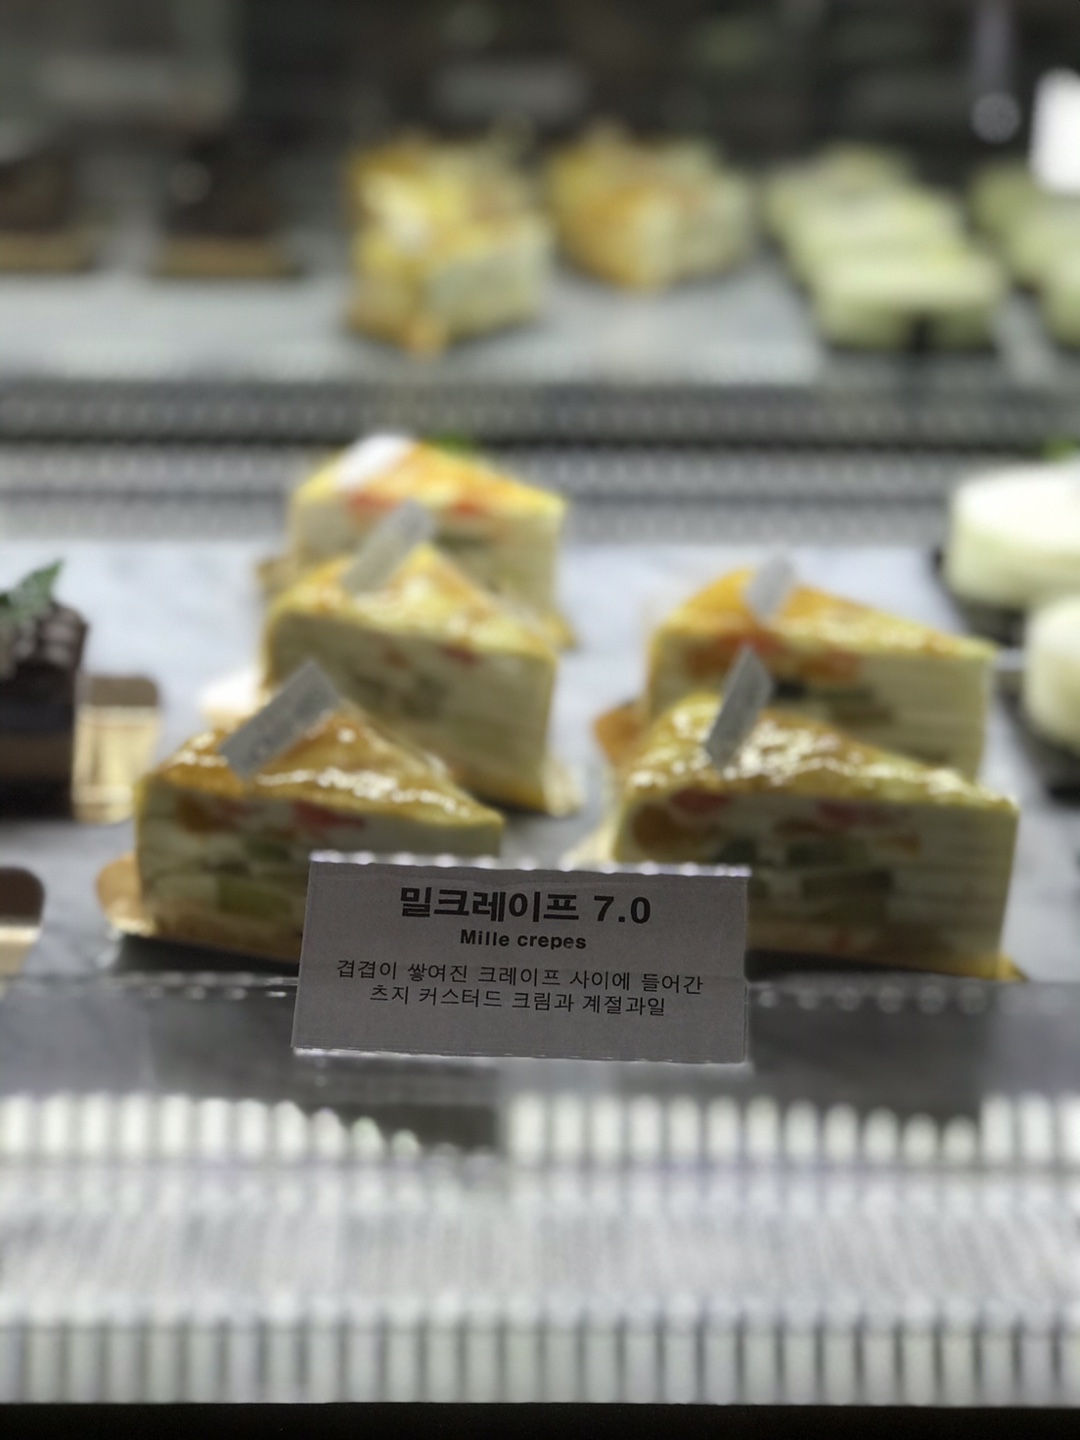 밀크레이프 7.0
Mille crepes
겹겹이 쌓여진 크레이프 사이에 들어간
츠지 커스터드 크림과 계절과일